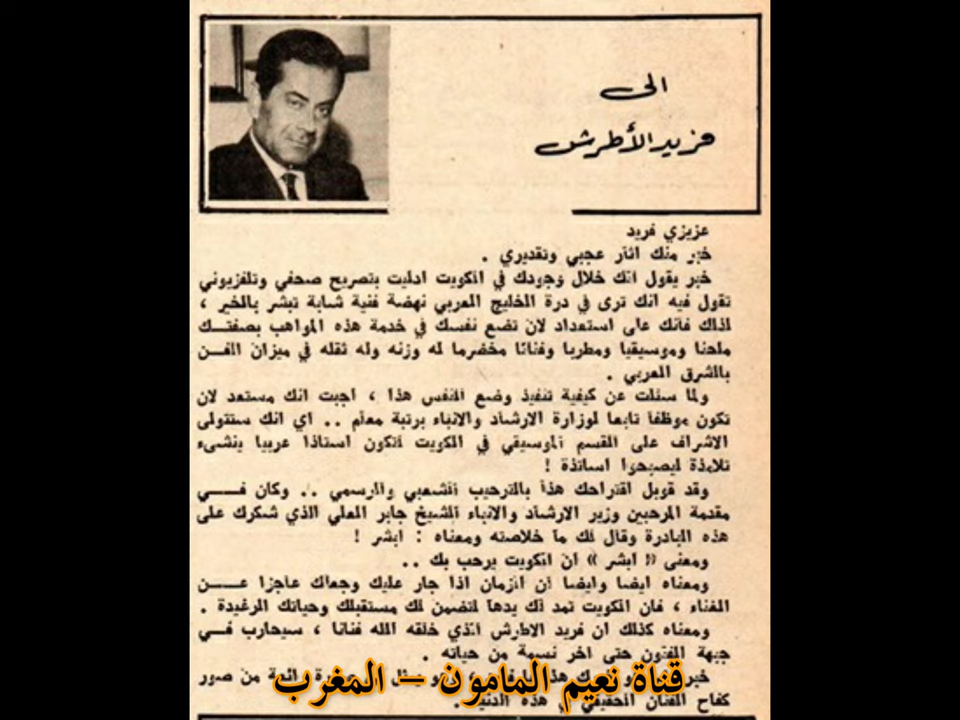 الى
فريد الأطرش
عزيزي فريد
خبر منك اثار عجبي وتقديري .
خبر يقول انك خلال وجودك في الكويت ادليت بتصريح صحفي وتلفزيوني
تقول فيه انك ترى في درة الخليج العربي نهضة فنية شابة تبشر بالخير ،
لذلك فانك على استعداد لان تضع نفسك في خدمة هذه المواهب بصفتك
ملحنا وموسيقيا ومطربا وفنانا مخضرما له وزنه وله ثقله في ميزان الفن
بالشرق العربي .
ولما سئلت عن كيفية تنفيذ وضع النفس هذا ، اجبت انك مستعد لان
تكون موظفا تابعا لوزارة الارشاد والانباء برتبة معلم .. اي انك ستتولى
الاشراف على القسم الموسيقي في الكويت لتكون استاذا عربيا ينشىء
تلامذة ليصبحوا اساتذة !
وقد قوبل اقتراحك هذا بالترحيب الشعبي والرسمي .. وكان في
مقدمة المرحبين وزير الارشاد والانباء الشيخ جابر العلي الذي شكرك على
هذه البادرة وقال لك ما خلاصته ومعناه : ابشر !
ومعنى « ابشر » ان الكويت يرحب بك ..
ومعناه ايضا وايضا ان الزمان اذا جار عليك وجعلك عاجزا عن
الغناء ، فان الكويت تمد لك يدها لتضمن لك مستقبلك وحياتك الرغيدة .
ومعناه كذلك ان فريد الاطرش الذي خلقه الله فنانا ، سيحارب في
جبهة الفنون حتى اخر نسمة من حياته .
خبر هذا من صور
قناة نعيم المامون – المغرب
كفاح الفنان الحقيقي هذه الدنيا